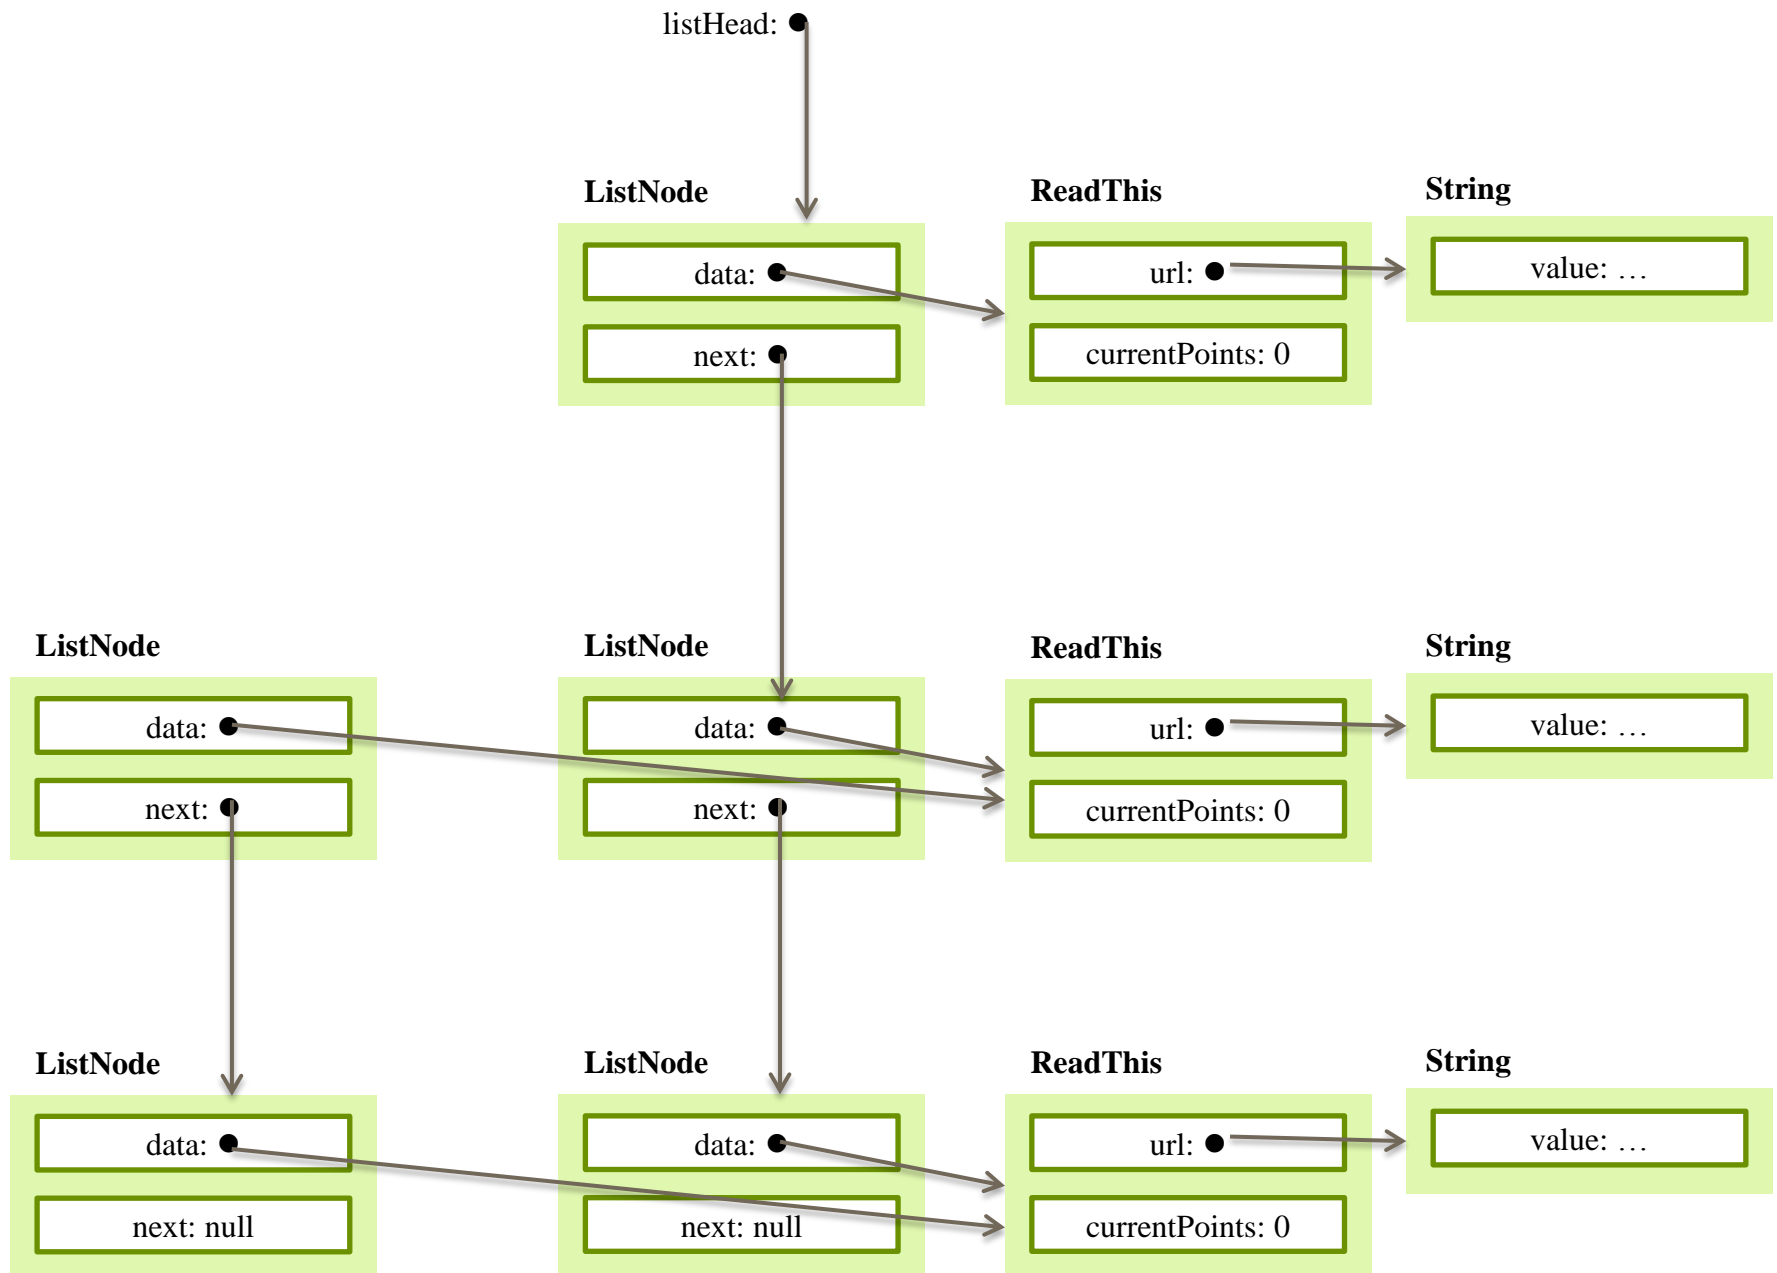 listHead:
ListNode
ReadThis
String
data:
url:
value: …
next:
currentPoints: 0
ListNode
ListNode
ReadThis
String
data:
data:
url:
value: …
next:
next:
currentPoints: 0
ListNode
ListNode
ReadThis
String
data:
data:
url:
value: …
next: null
next: null
currentPoints: 0